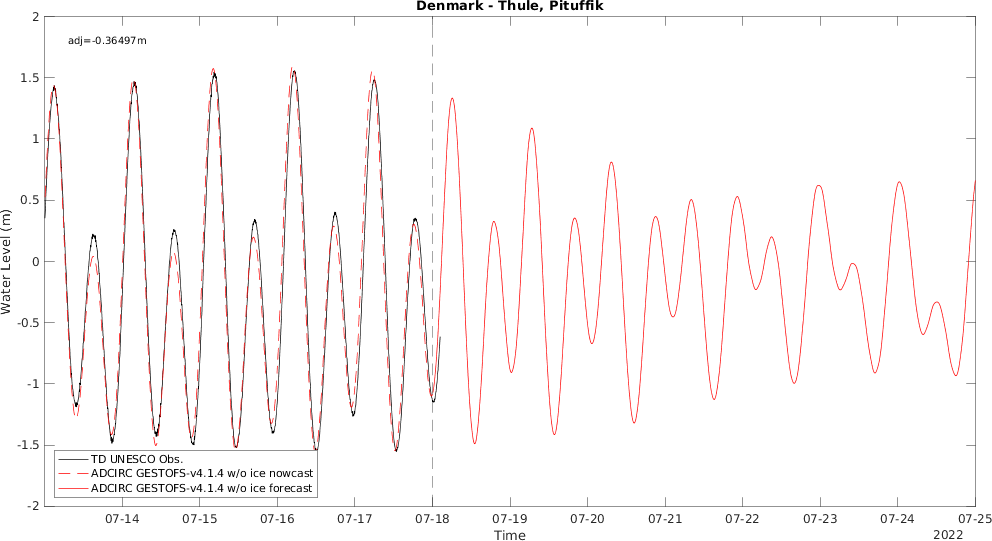 Denmark - Thule, Pituffik
adj=-0.36497m
2
1.5
1
0.5
0
-0.5
-1
-1.5
-2
Water Level (m)
TD UNESCO Obs.
ADCIRC GESTOFS-v4.1.4 w/o ice nowcast
ADCIRC GESTOFS-v4.1.4 w/o ice forecast
07-14 07-15 07-16 07-17 07-18 07-19 07-20 07-21 07-22 07-23 07-24 07-25
Time
2022